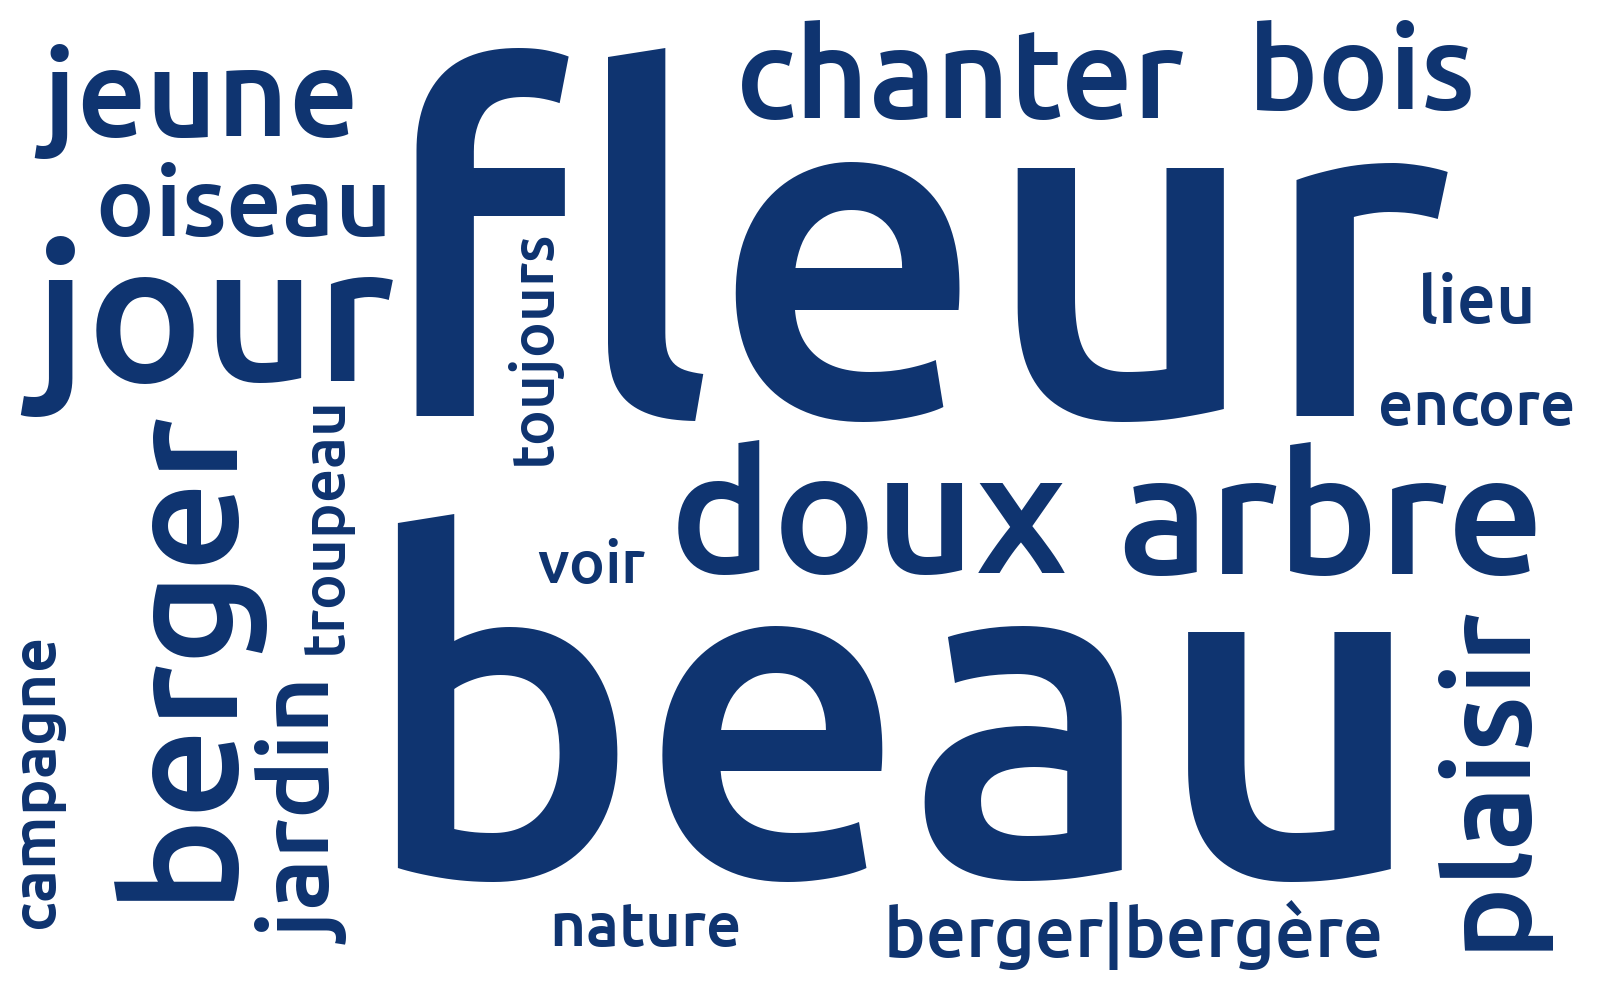 jeune
chanter
bois
fleur
oiseau
jour
toujours
lieu
encore
berger
troupeau
doux
arbre
voir
beau
campagne
jardin
plaisir
nature
berger|bergère